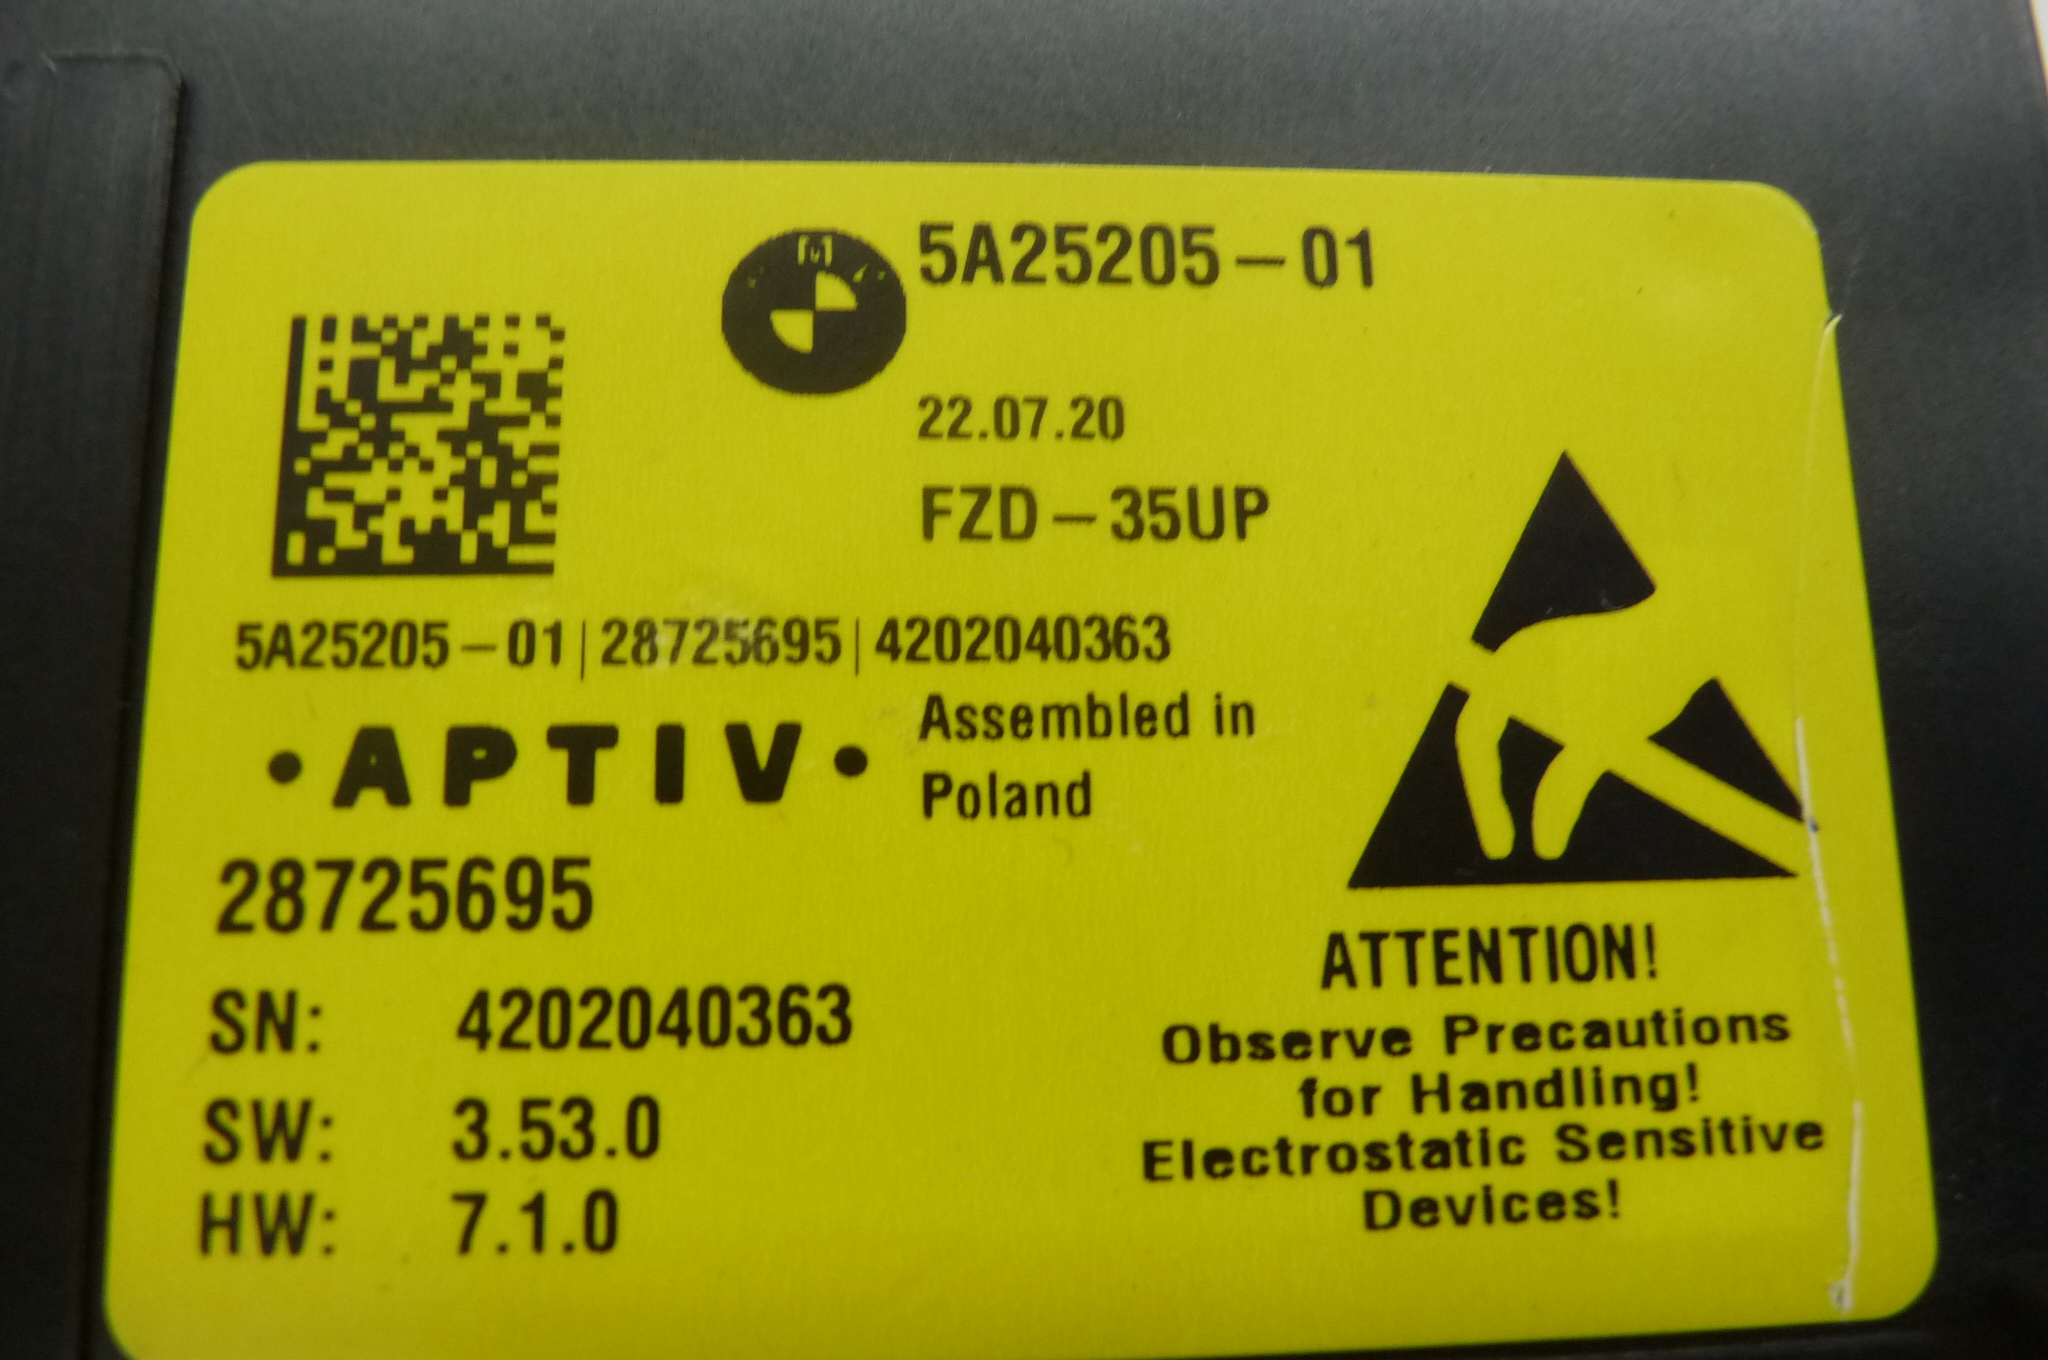 5A25205-01
22.07.20
FZD-35UP
5A25205-01|28725695|4202040363
•APTIV•
Assembled in
Poland
28725695
SN: 4202040363
SW: 3.53.0
HW: 7.1.0
ATTENTION!
Observe Precautions
for Handling!
Electrostatic Sensitive
Devices!